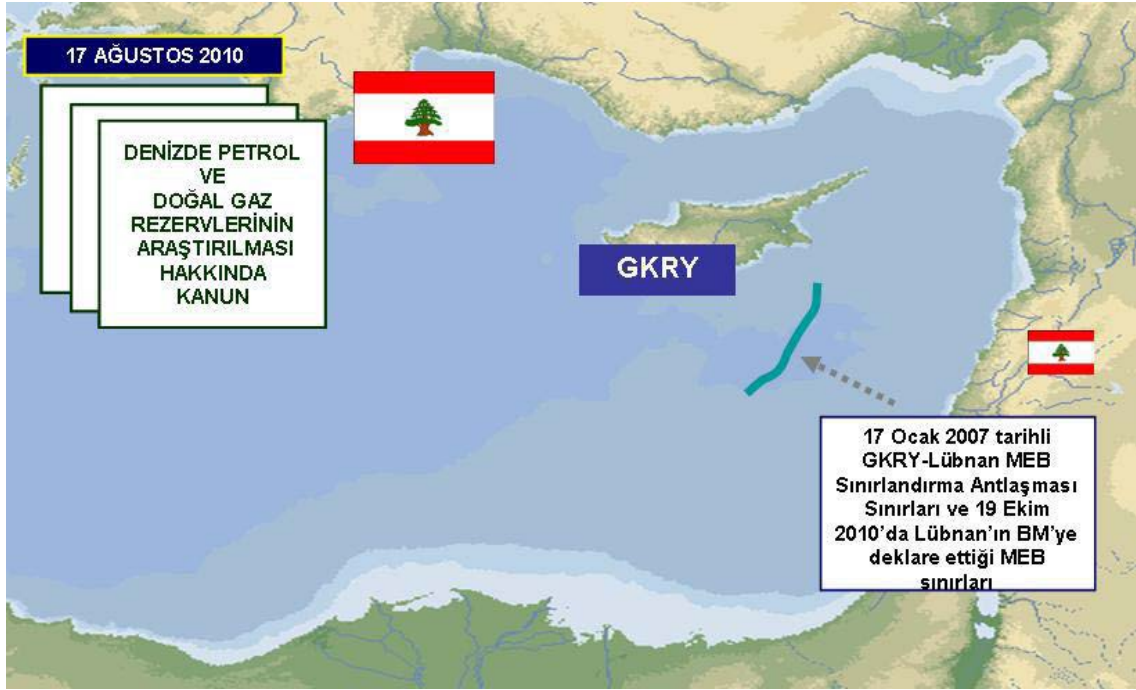 17 AĞUSTOS 2010
DENİZDE PETROL
VE
DOĞAL GAZ
REZERVLERİNİN
ARAŞTIRILMASI
HAKKINDA
KANUN
GKRY
17 Ocak 2007 tarihli
GKRY-Lübnan MEB
Sınırlandırma Antlaşması
Sınırları ve 19 Ekim
2010’da Lübnan’ın BM’ye
deklare ettiği MEB
sınırları